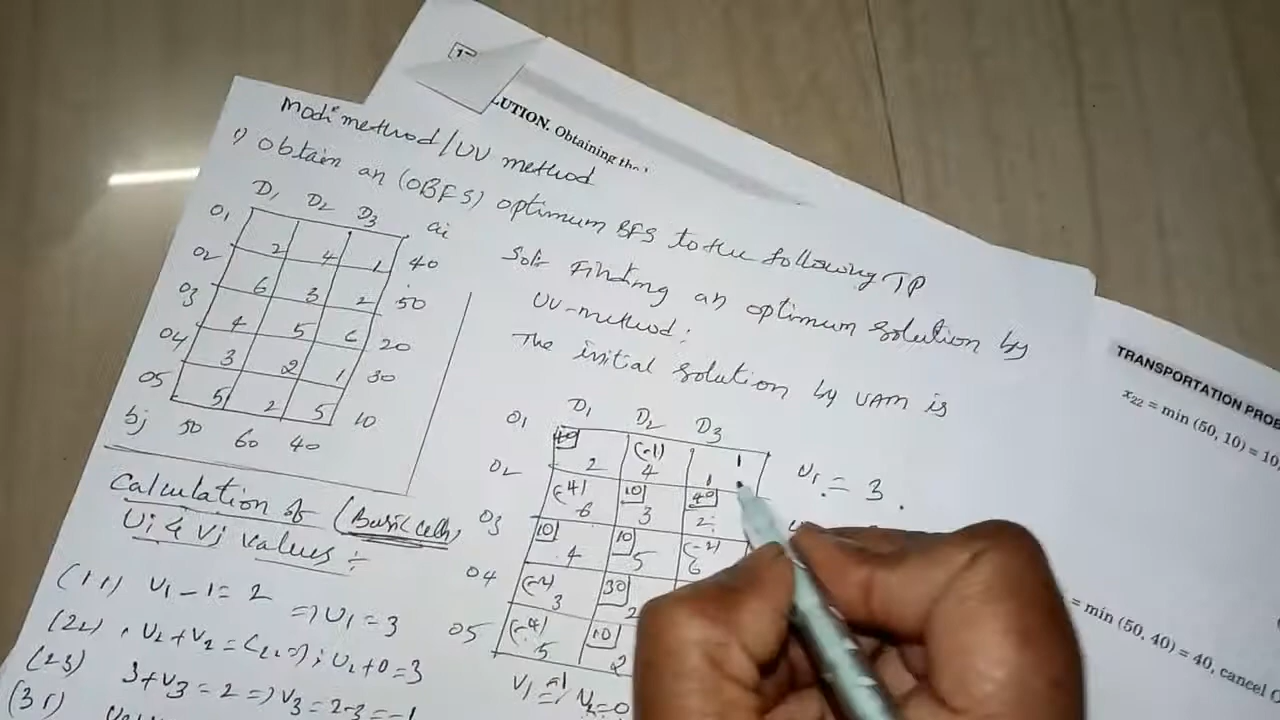 LUTION. Obtaining the
Modi method/UV method
1) Obtain an (OBFS) optimum BFS to the following TP
D1 D2 D3 ai
O1 2 4 1 40
O2 6 3 2 50
O3 4 5 6 20
O4 3 2 1 30
O5 5 2 5 10
bj 50 60 40
Calculation of (Basic cells)
Ui & Vj values :-
(11) U1 - 1 = 2 => U1 = 3
(22) U2 + V2 = C22 => ; U2 + 0 = 3
(23) 3 + V3 = 2 => V3 = 2-3 = -1
(31)
Sol: Finding an optimum solution by
UV-method:
The initial solution by VAM is
D1 D2 D3
O1 2 (-1) 4 1 1 U1 = 3
O2 (-4) 6 10 3 40 2
O3 10 4 10 5 (-2) 6
O4 3 30 2
O5 (-4) 5 10 2
V1 = -1 V2 = 0
TRANSPORTATION PROB
x22 = min (50, 10) = 10,
= min (50, 40) = 40, cancel C